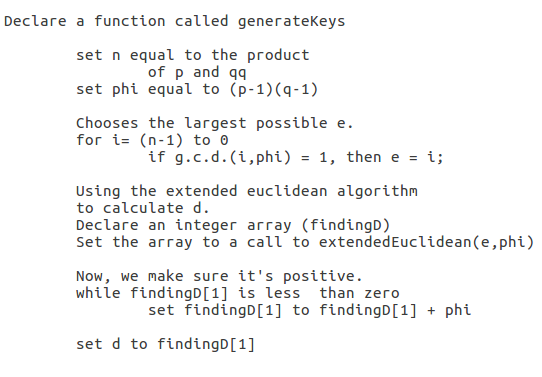 Declare a function called generateKeys
set n equal to the product
of p and qq
set phi equal to (p-1)(q-1)
Chooses the largest possible e.
for i= (n-1) to 0
if g.c.d.(i,phi) = 1, then e = i;
Using the extended euclidean algorithm
to calculate d.
Declare an integer array (findingD)
Set the array to a call to extendedEuclidean(e,phi)
Now, we make sure it's positive.
while findingD[1] is less  than zero
set findingD[1] to findingD[1] + phi
set d to findingD[1]